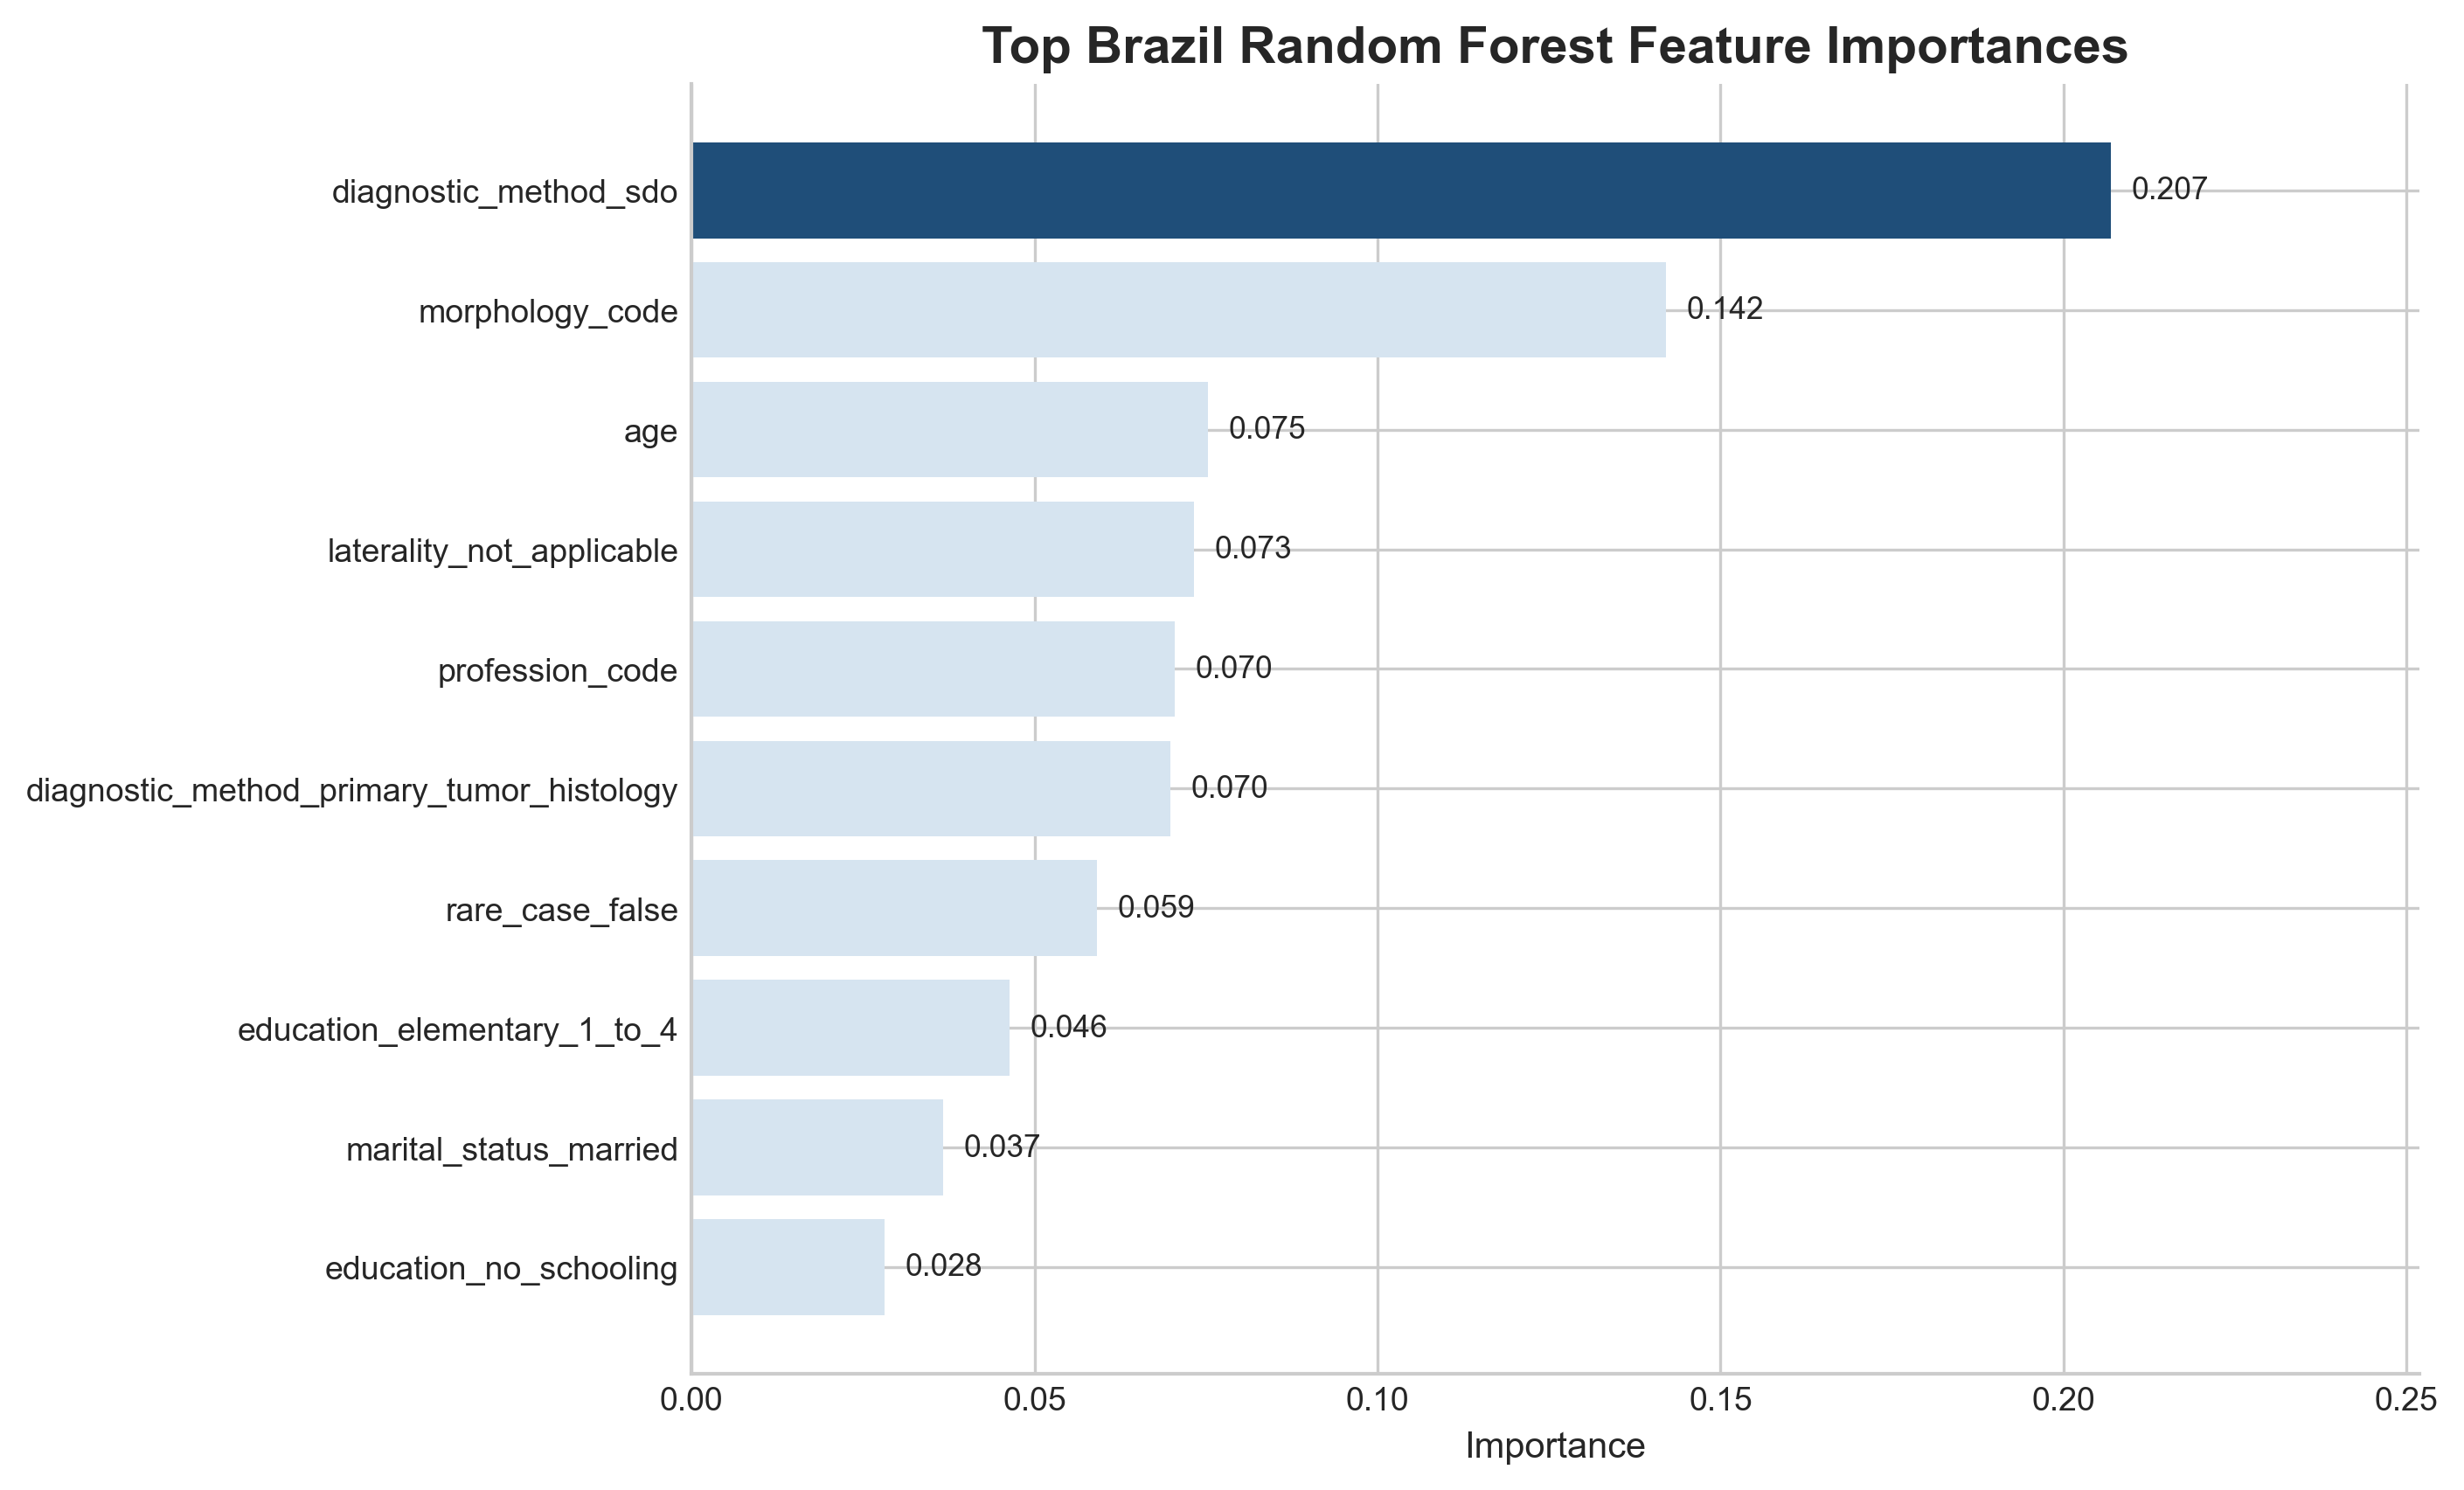 Top Brazil Random Forest Feature Importances
diagnostic_method_sdo 0.207
morphology_code 0.142
age 0.075
laterality_not_applicable 0.073
profession_code 0.070
diagnostic_method_primary_tumor_histology 0.070
rare_case_false 0.059
education_elementary_1_to_4 0.046
marital_status_married 0.037
education_no_schooling 0.028
0.00 0.05 0.10 0.15 0.20 0.25
Importance